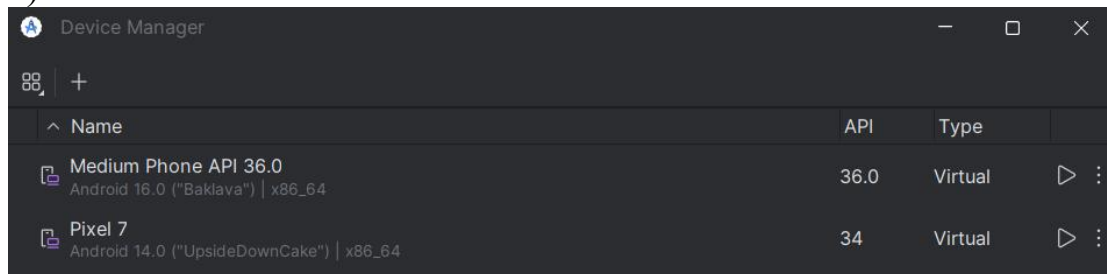 )
Device Manager
Name API Type
Medium Phone API 36.0
Android 16.0 ("Baklava") | x86_64
36.0 Virtual
Pixel 7
Android 14.0 ("UpsideDownCake") | x86_64
34 Virtual